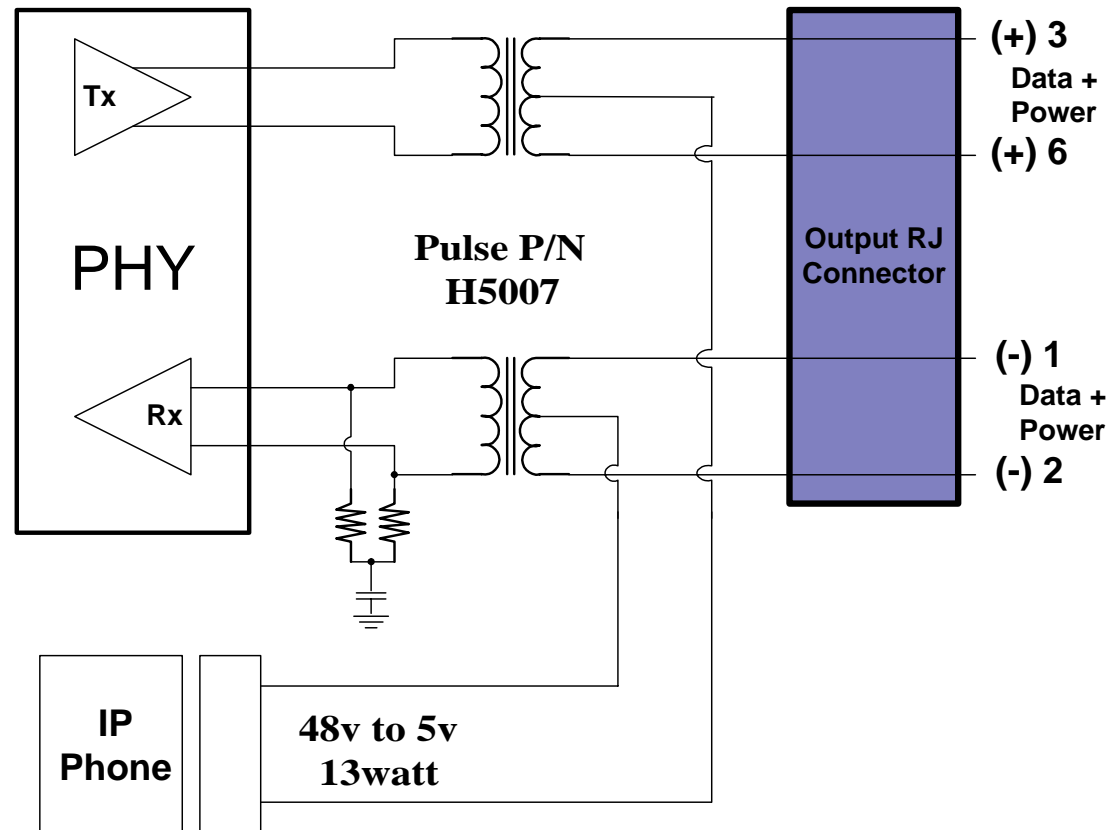 Tx
(+) 3
Data +
Power
(+) 6
PHY
Pulse P/N
H5007
Output RJ
Connector
Rx
(-) 1
Data +
Power
(-) 2
IP
Phone
48v to 5v
13watt